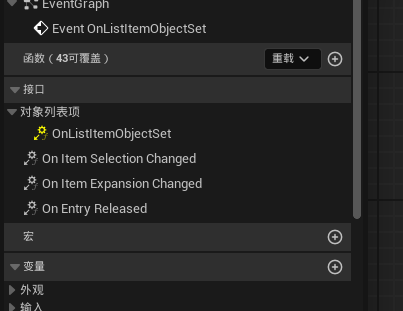 EventGraph
Event OnListItemObjectSet
函数（43可覆盖）
重载
接口
对象列表项
OnListItemObjectSet
On Item Selection Changed
On Item Expansion Changed
On Entry Released
宏
变量
外观
输入